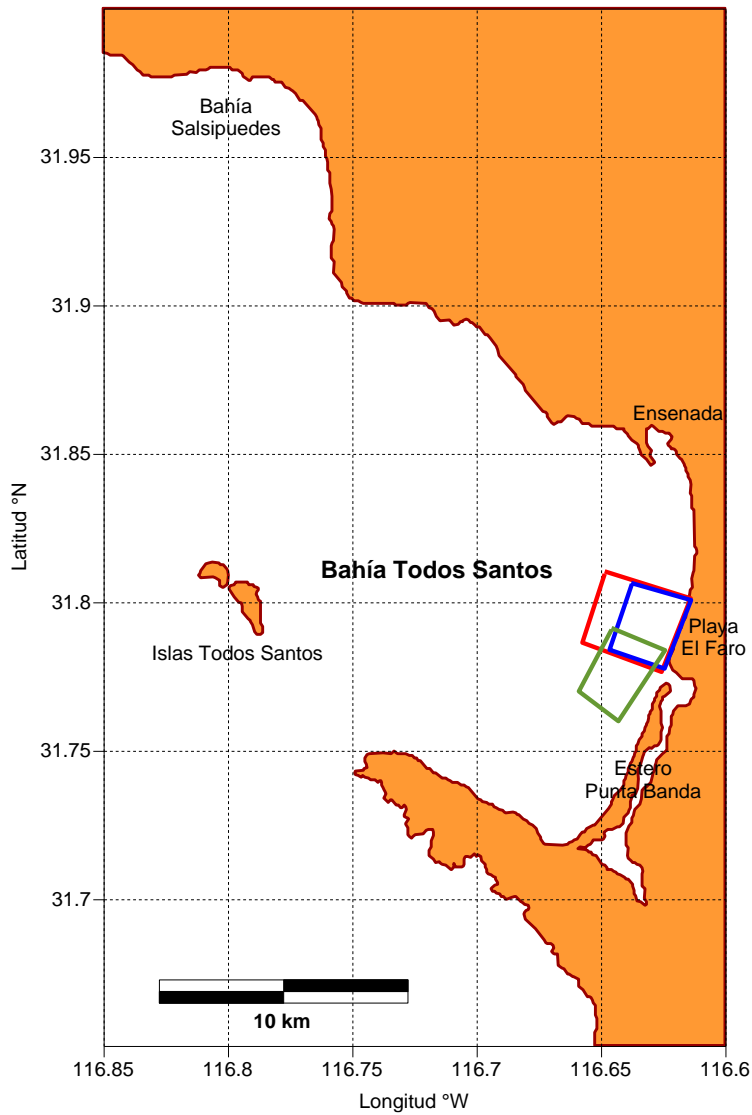 Bahía
Salsipuedes
31.95
31.9
Ensenada
31.85
Latitud °N
Bahía Todos Santos
31.8
Playa
El Faro
Islas Todos Santos
31.75
Estero
Punta Banda
31.7
10 km
116.85
116.8
116.75
116.7
116.65
116.6
Longitud °W